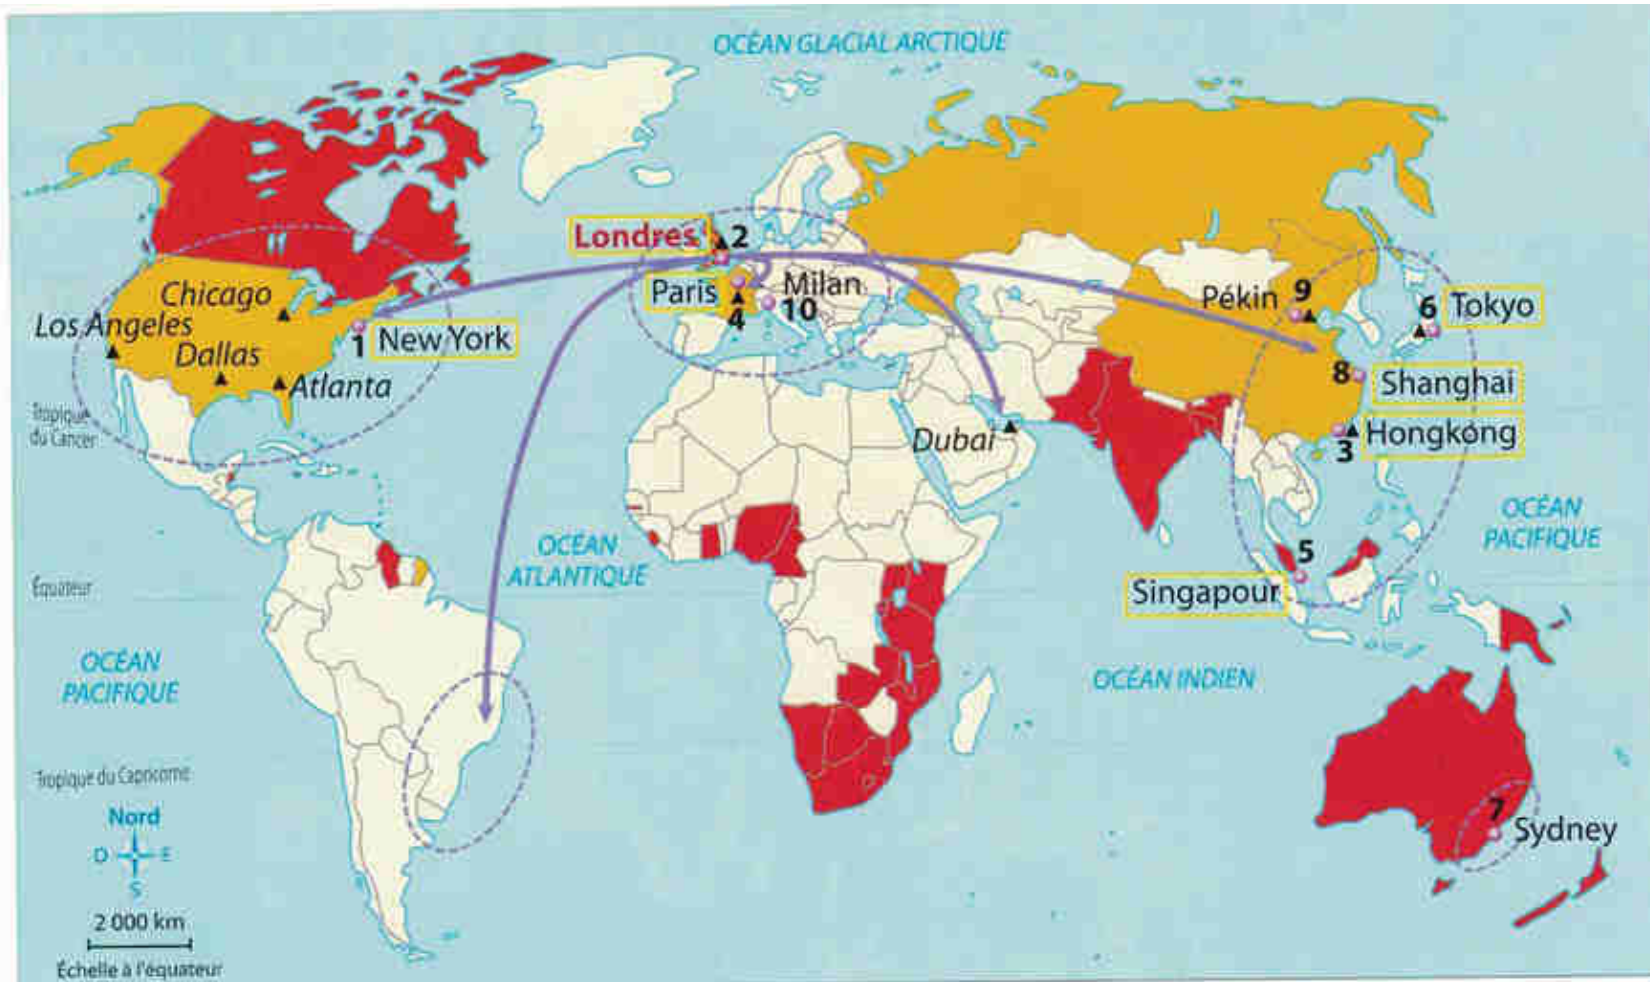 OCÉAN GLACIAL ARCTIQUE
Londres
2
Chicago
Paris
Milan
Pékin
9
6
Tokyo
Los Angeles
4
10
New York
1
Dallas
8
Shanghai
Atlanta
Tropique
du Cancer
Dubaï
Hongkong
3
OCÉAN
PACIFIQUE
OCÉAN
ATLANTIQUE
5
Équateur
Singapour
OCÉAN
PACIFIQUE
OCÉAN INDIEN
Tropique du Capricorne
7
Sydney
Nord
O
E
S
2 000 km
Échelle à l'équateur